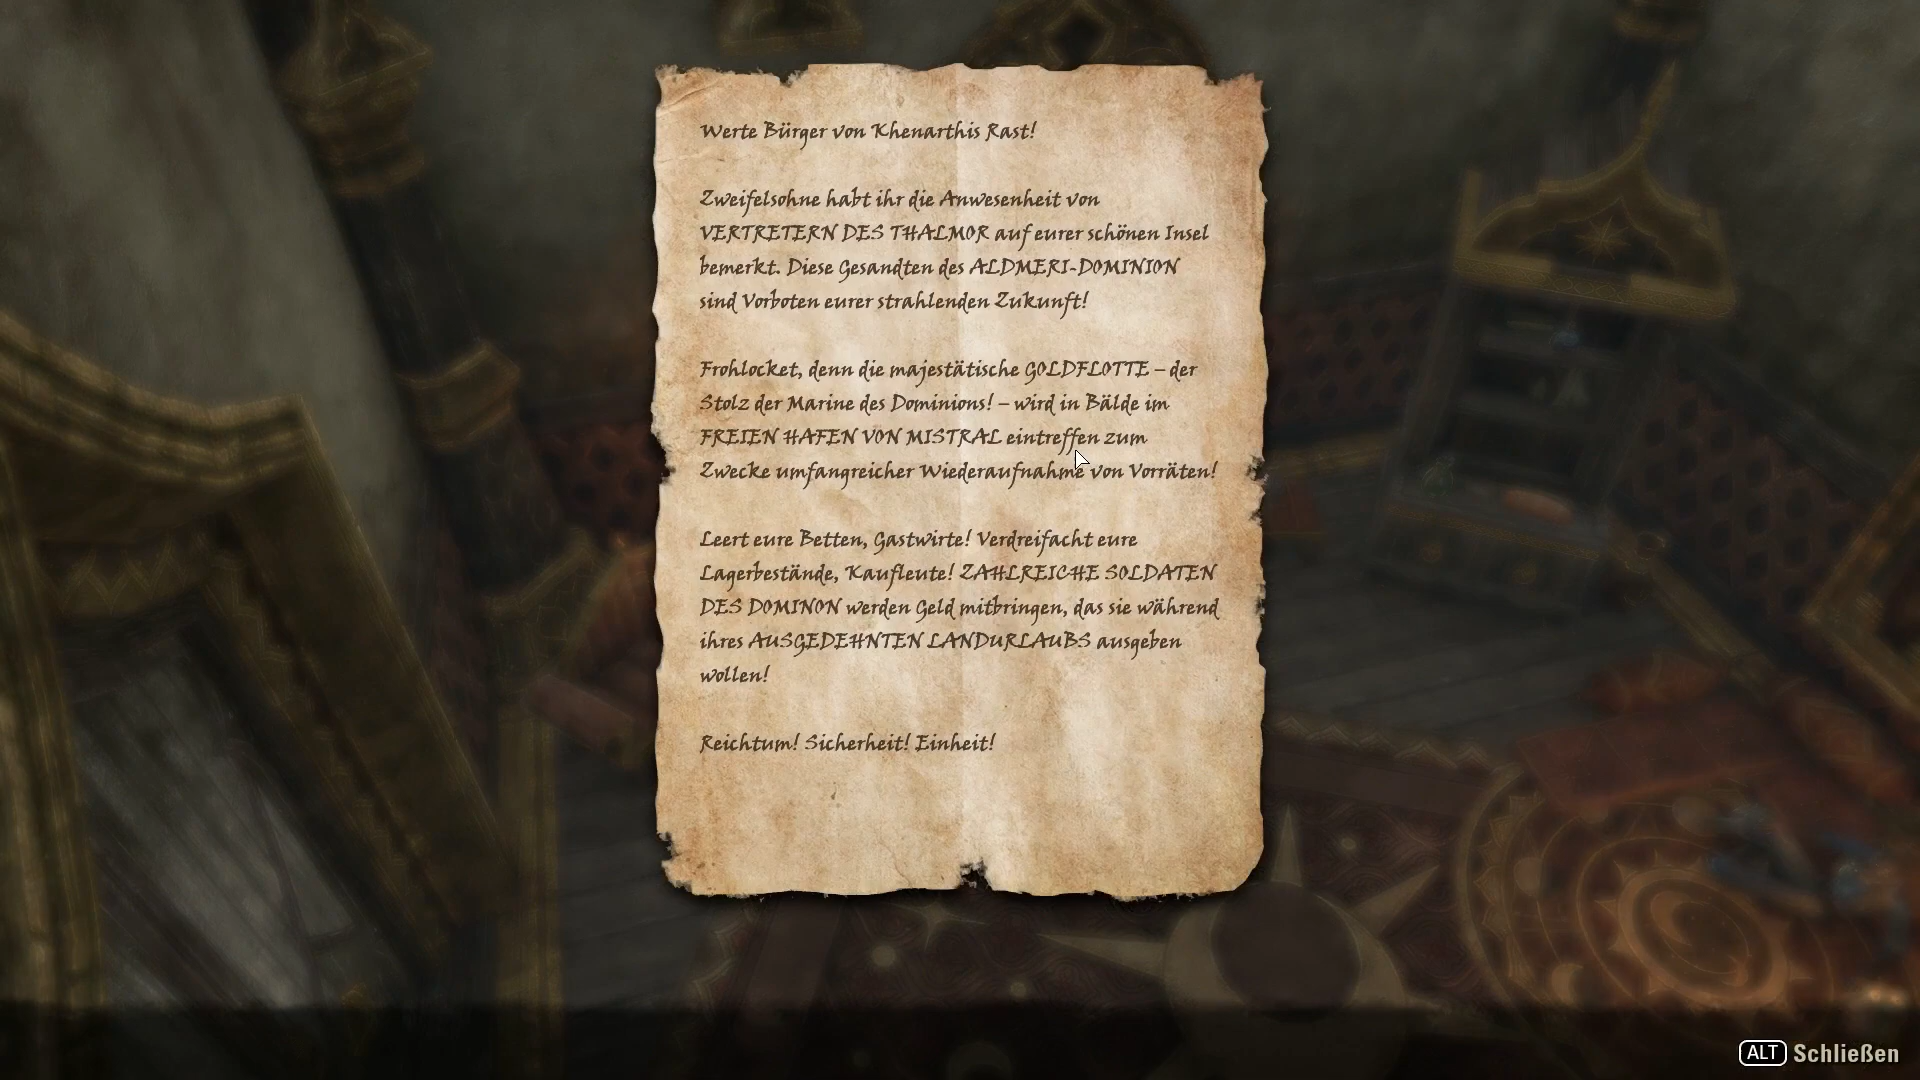 Werte Bürger von Khenarthis Rast!
Zweifelsohne habt ihr die Anwesenheit von
VERTRETERN DES THALMOR auf eurer schönen Insel
bemerkt. Diese Gesandten des ALDMERI-DOMINION
sind Vorboten eurer strahlenden Zukunft!
Frohlocket, denn die majestätische GOLDFLOTTE – der
Stolz der Marine des Dominions! – wird in Bälde im
FREIEN HAFEN VON MISTRAL eintreffen zum
Zwecke umfangreicher Wiederaufnahme von Vorräten!
Leert eure Betten, Gastwirte! Verdreifacht eure
Lagerbestände, Kaufleute! ZAHLREICHE SOLDATEN
DES DOMINON werden Geld mitbringen, das sie während
ihres AUSGEDEHNTEN LANDURLAUBS ausgeben
wollen!
Reichtum! Sicherheit! Einheit!
ALT Schließen